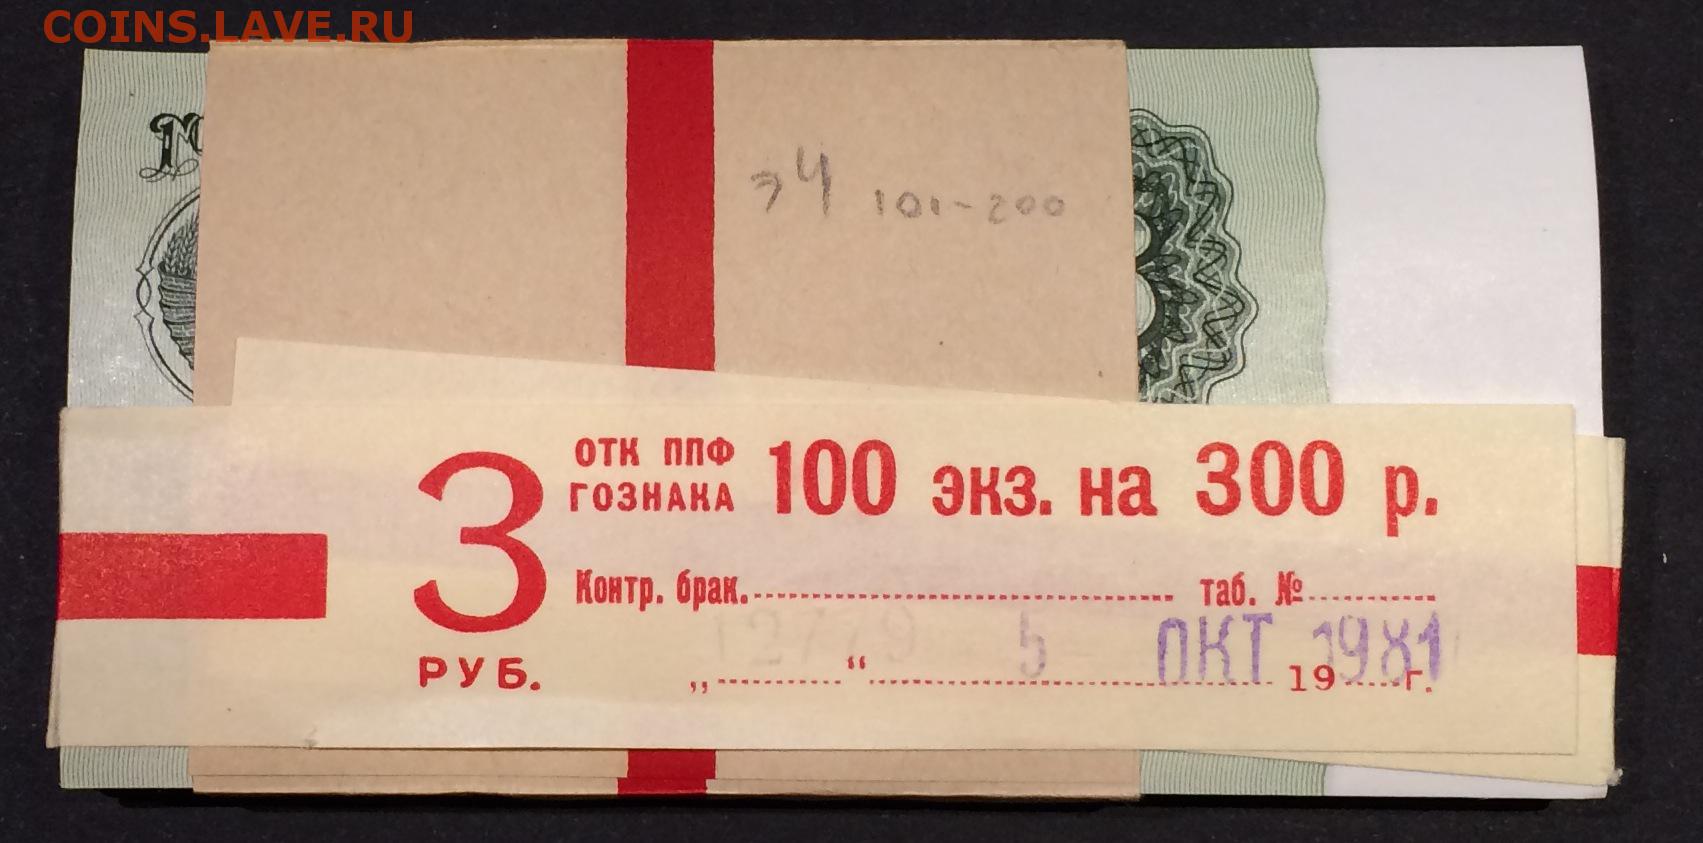 COINS.LAVE.RU
эЧ 101-200
3
РУБ.
ОТК ППФ
ГОЗНАКА
100 экз. на 300 р.
Контр. брак. таб. №
12779 5 ОКТ 1981
„ “ 19 г.